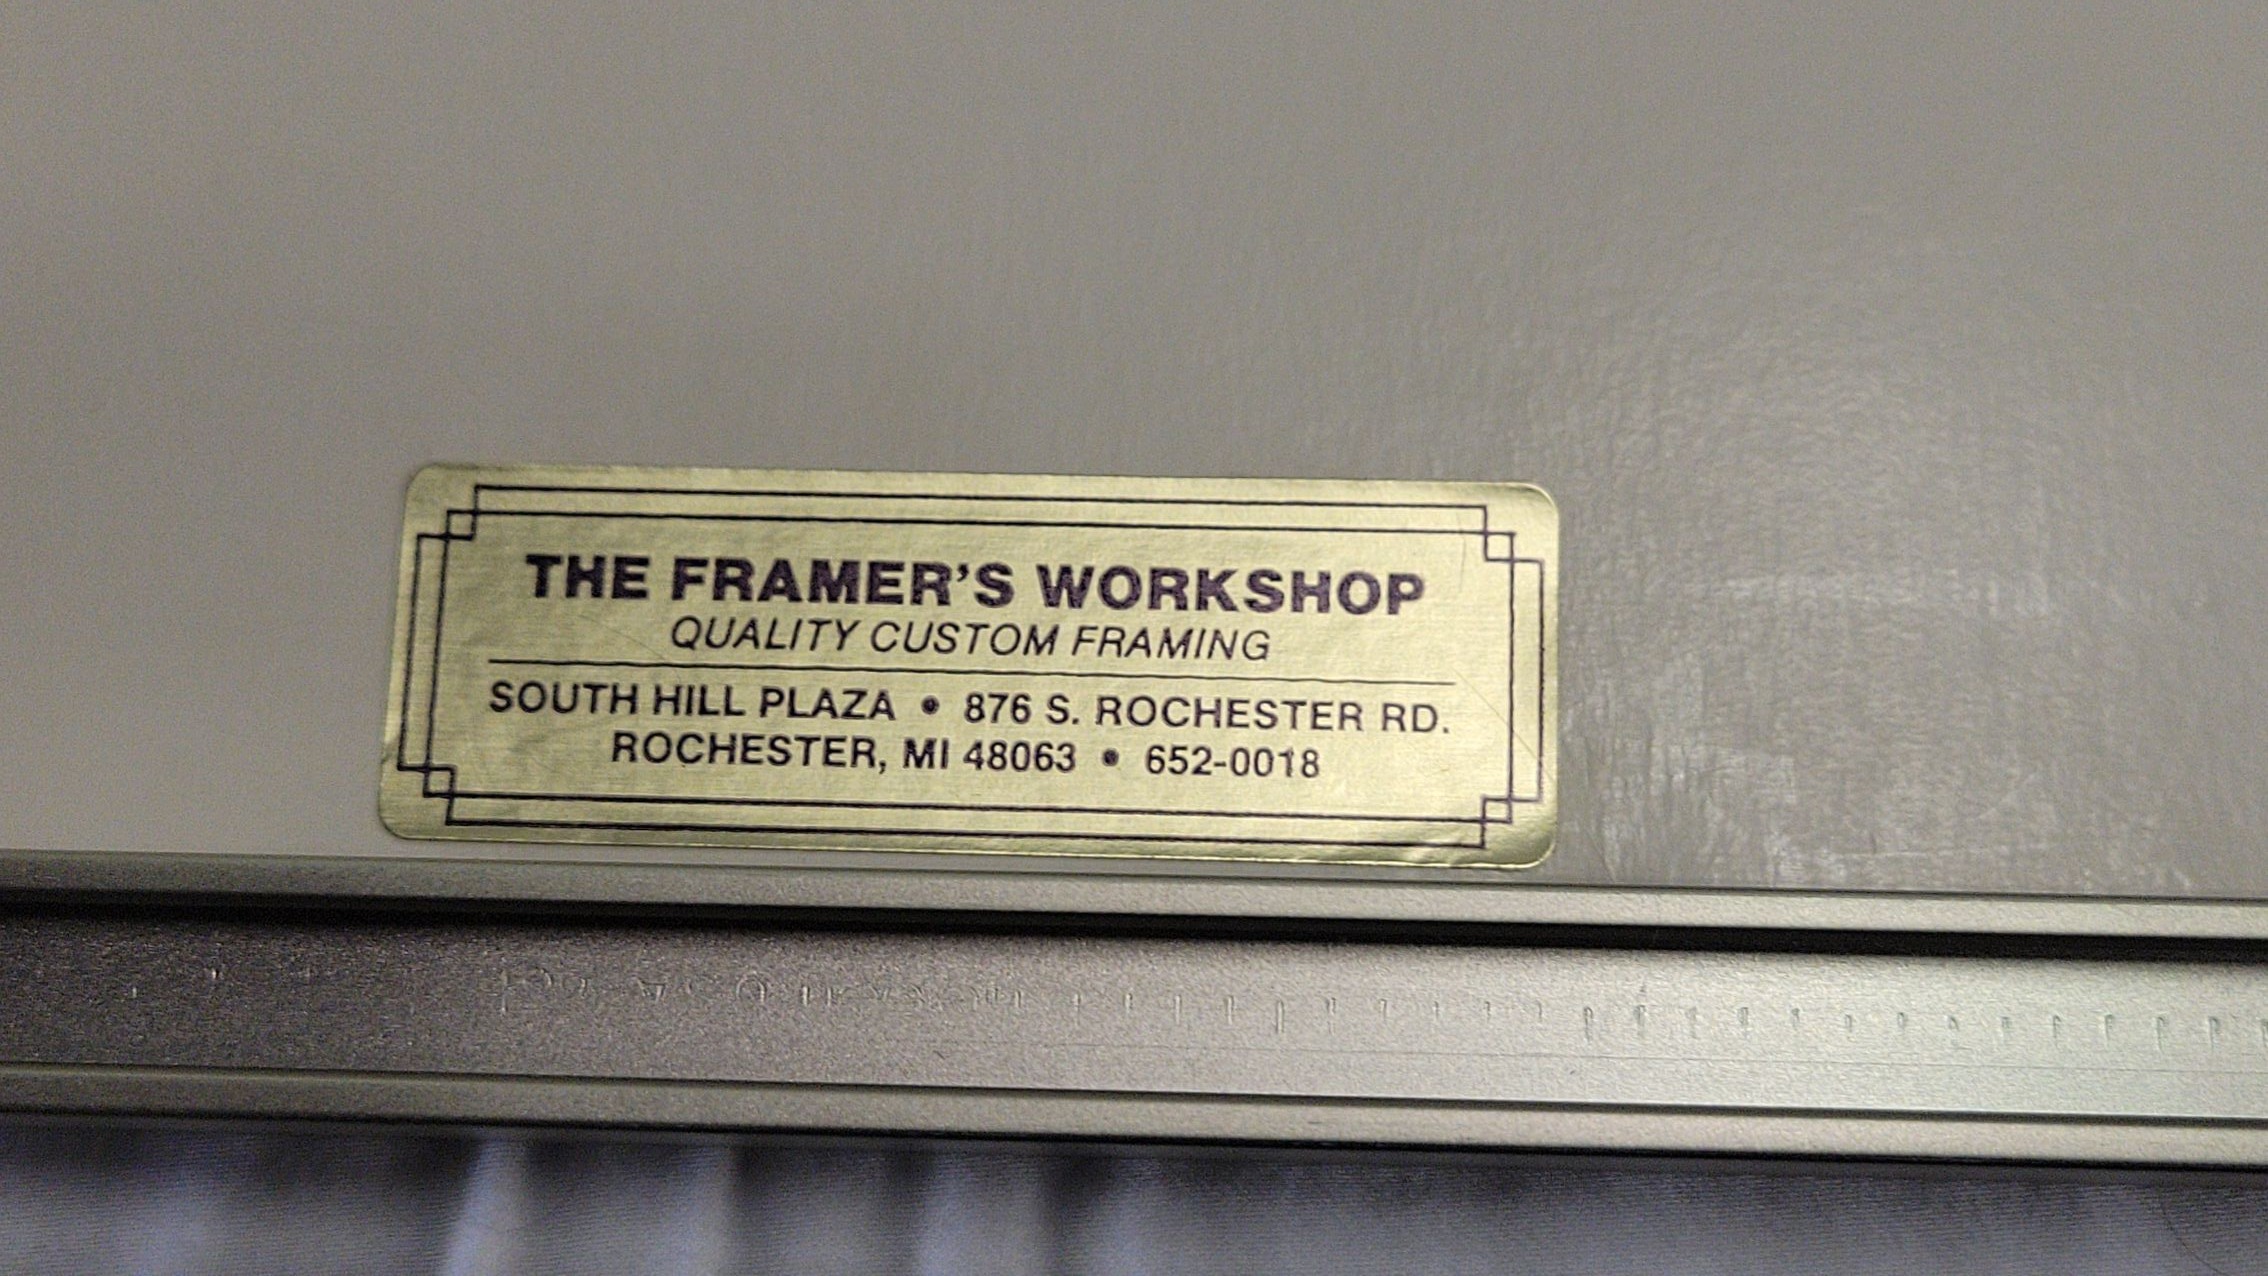 THE FRAMER'S WORKSHOP
QUALITY CUSTOM FRAMING
SOUTH HILL PLAZA • 876 S. ROCHESTER RD.
ROCHESTER, MI 48063 • 652-0018